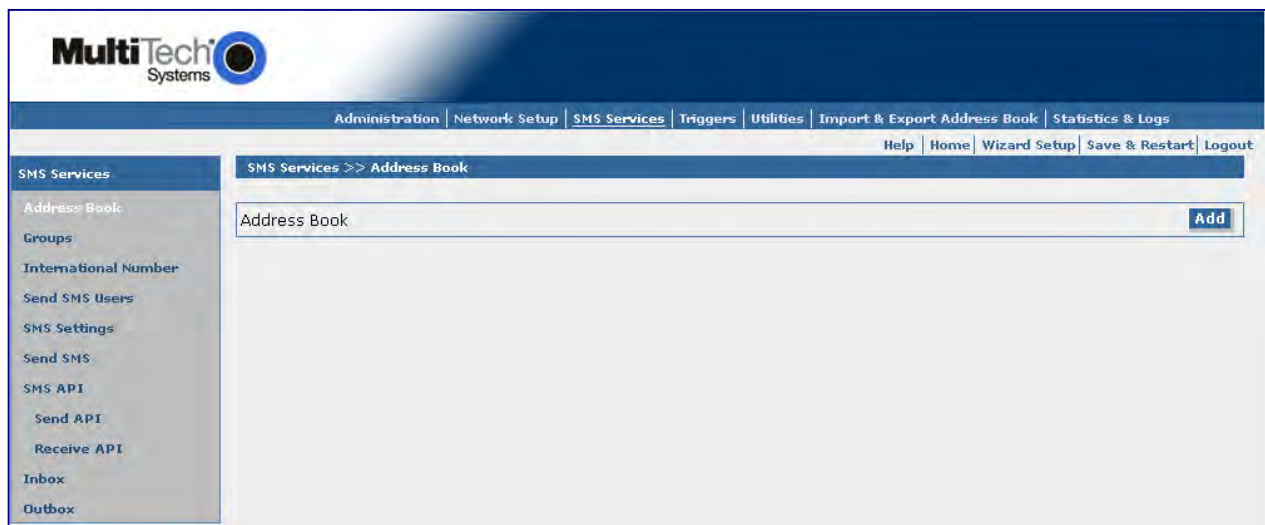 MultiTech
Systems
Administration | Network Setup | SMS Services | Triggers | Utilities | Import & Export Address Book | Statistics & Logs
Help | Home | Wizard Setup | Save & Restart | Logout
SMS Services
SMS Services >> Address Book
Address Book
Address Book
Add
Groups
International Number
Send SMS Users
SMS Settings
Send SMS
SMS API
Send API
Receive API
Inbox
Outbox